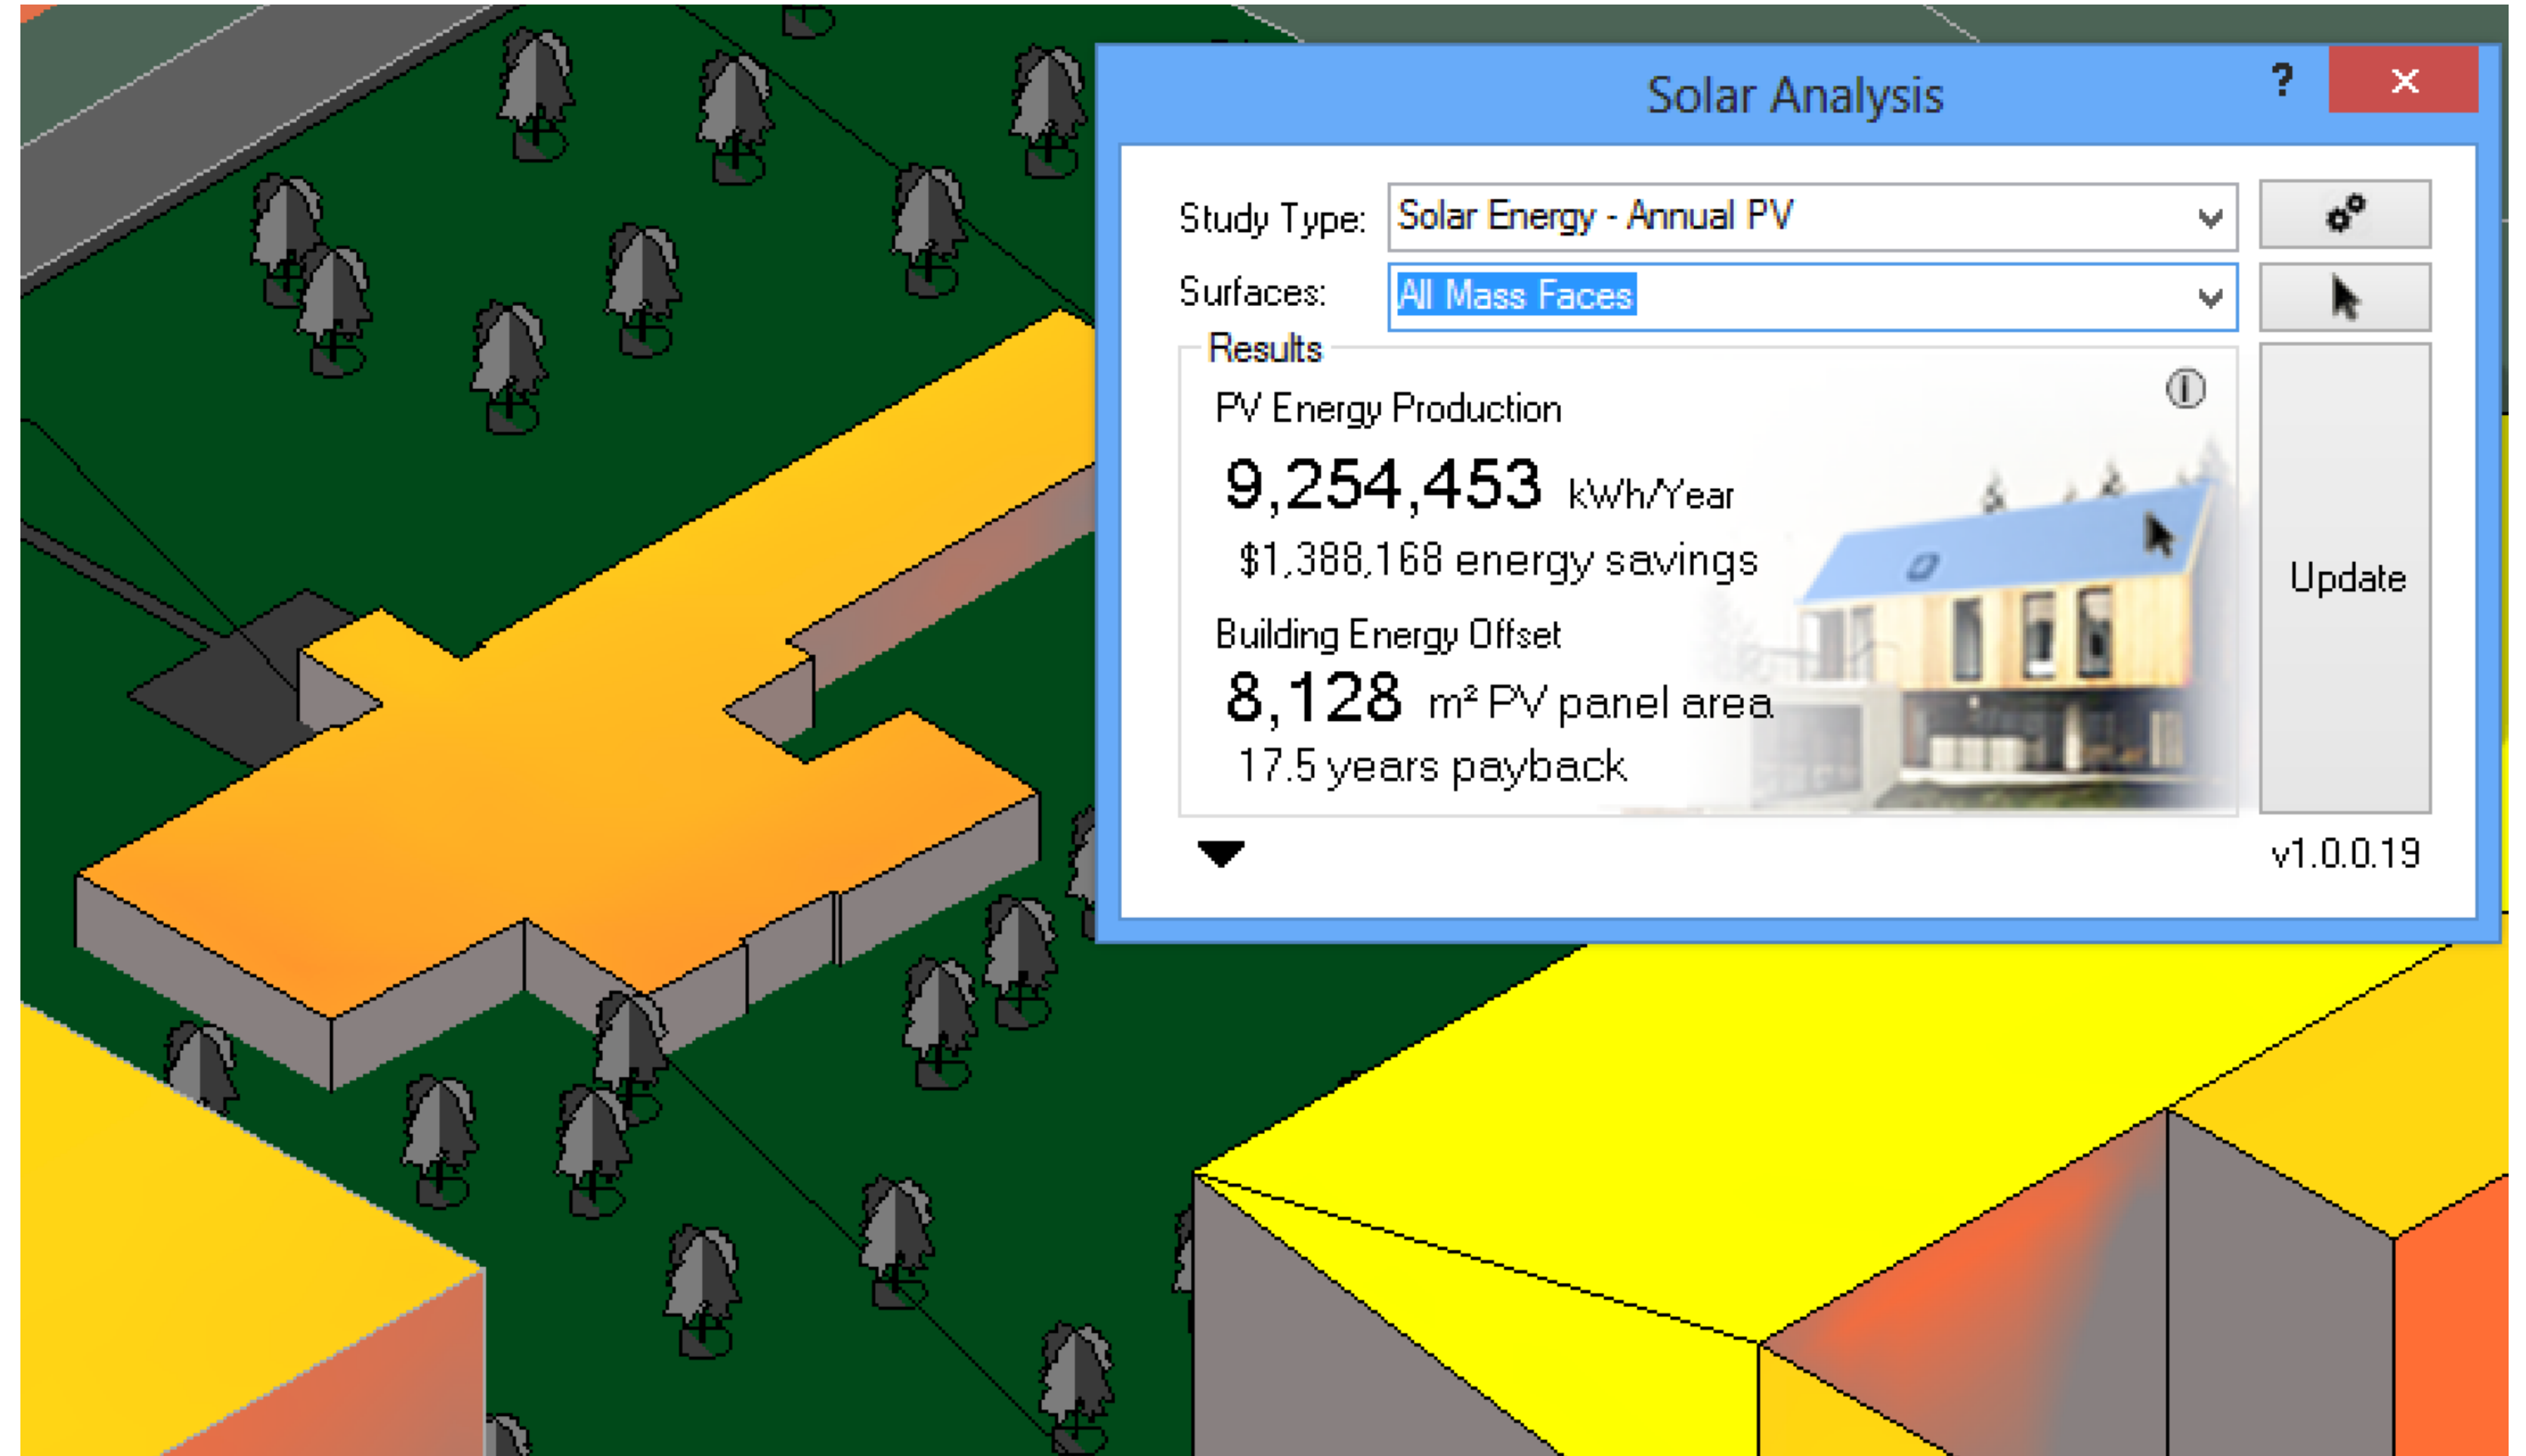 Solar Analysis
?
Study Type: Solar Energy - Annual PV
Surfaces: All Mass Faces
Results
PV Energy Production
9,254,453 kWh/Year
$1,388,168 energy savings
Building Energy Offset
8,128 m² PV panel area
17.5 years payback
Update
v1.0.0.19